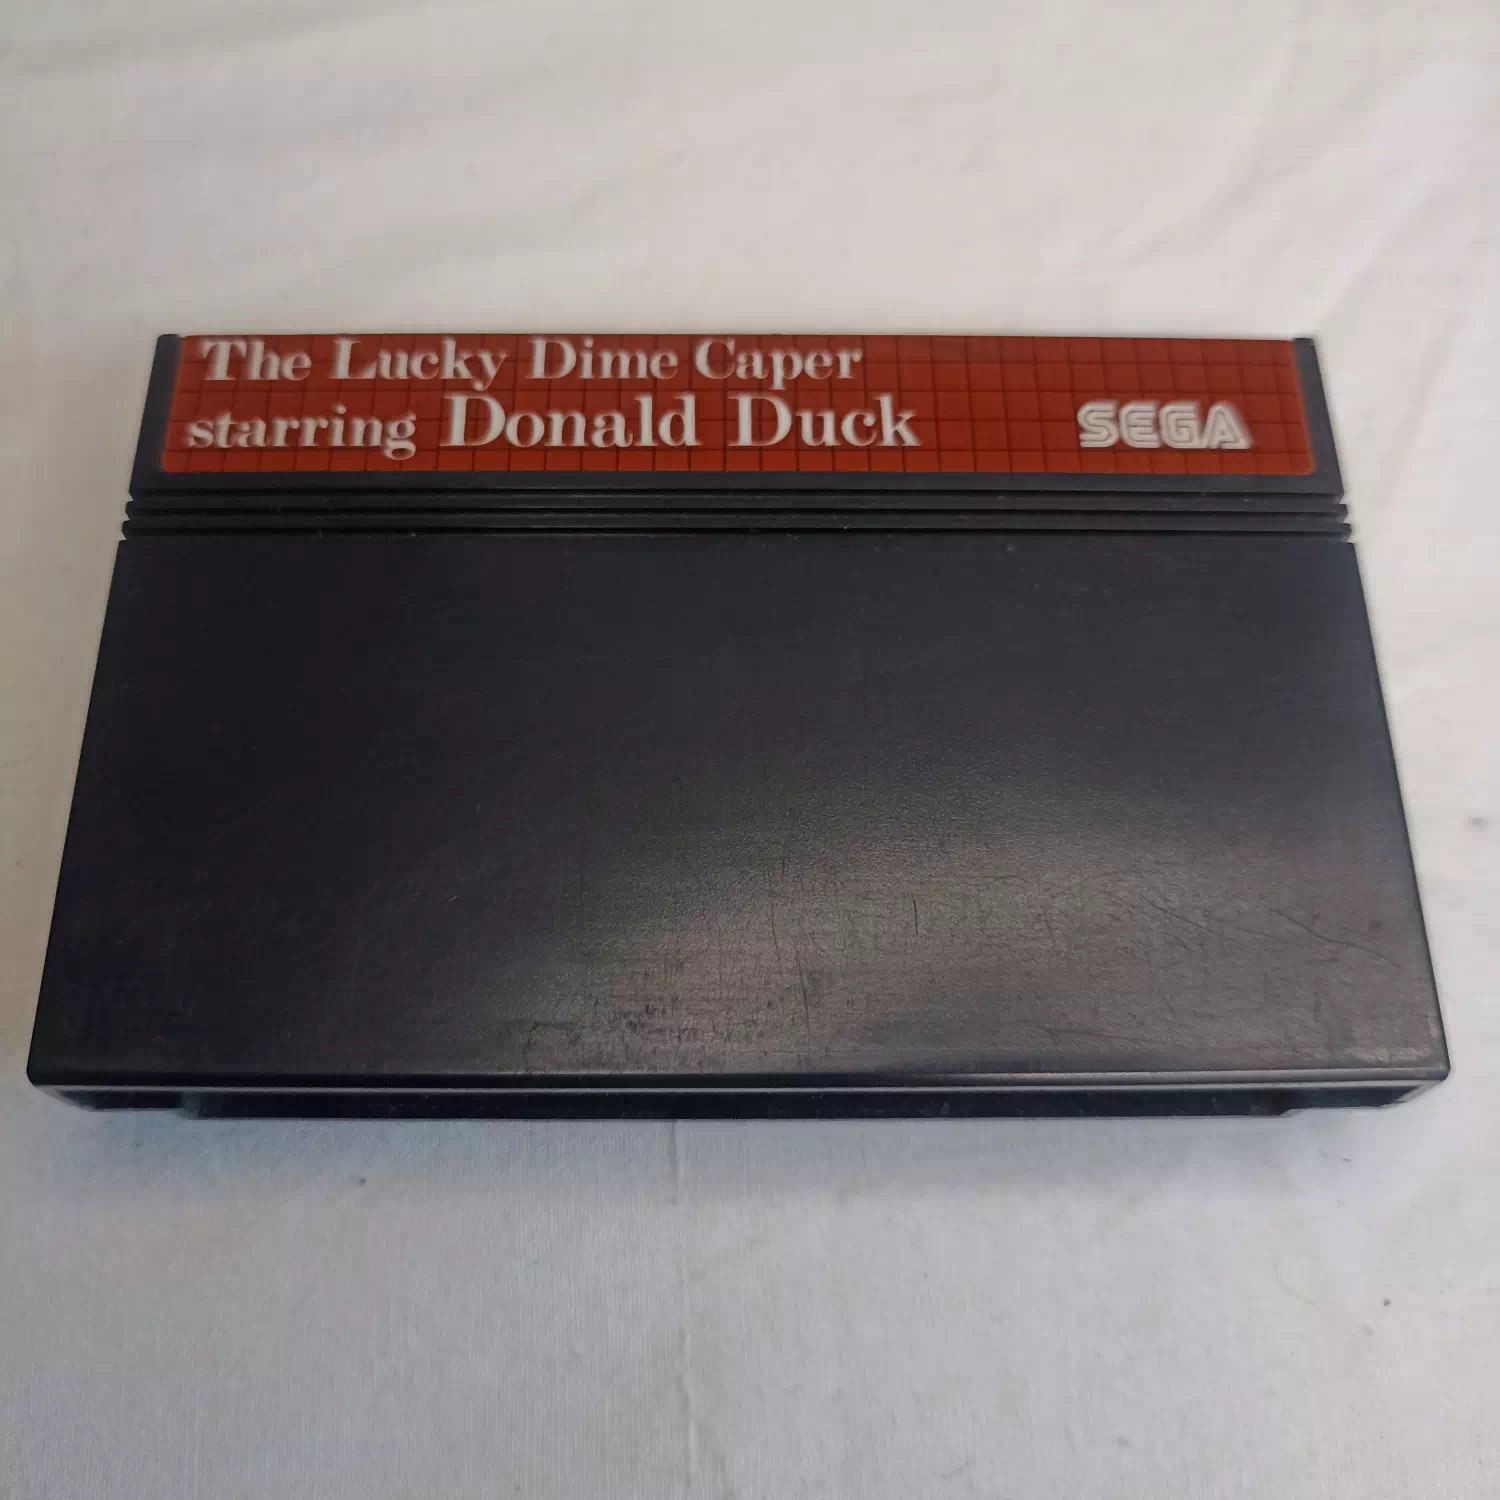 The Lucky Dime Caper
starring Donald Duck
SEGA